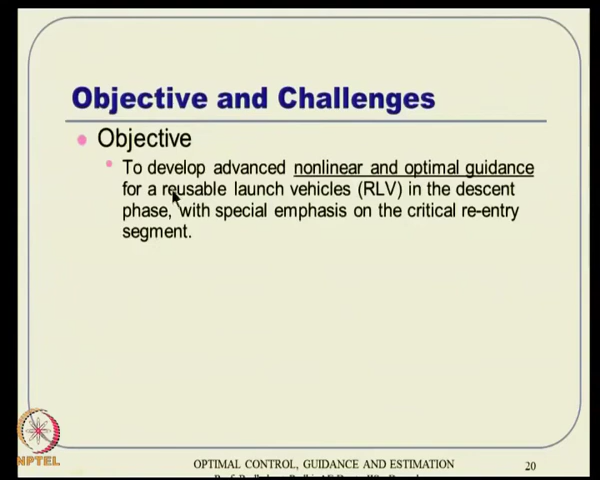 Objective and Challenges
Objective
To develop advanced nonlinear and optimal guidance
for a reusable launch vehicles (RLV) in the descent
phase, with special emphasis on the critical re-entry
segment.
NPTEL
OPTIMAL CONTROL, GUIDANCE AND ESTIMATION
20